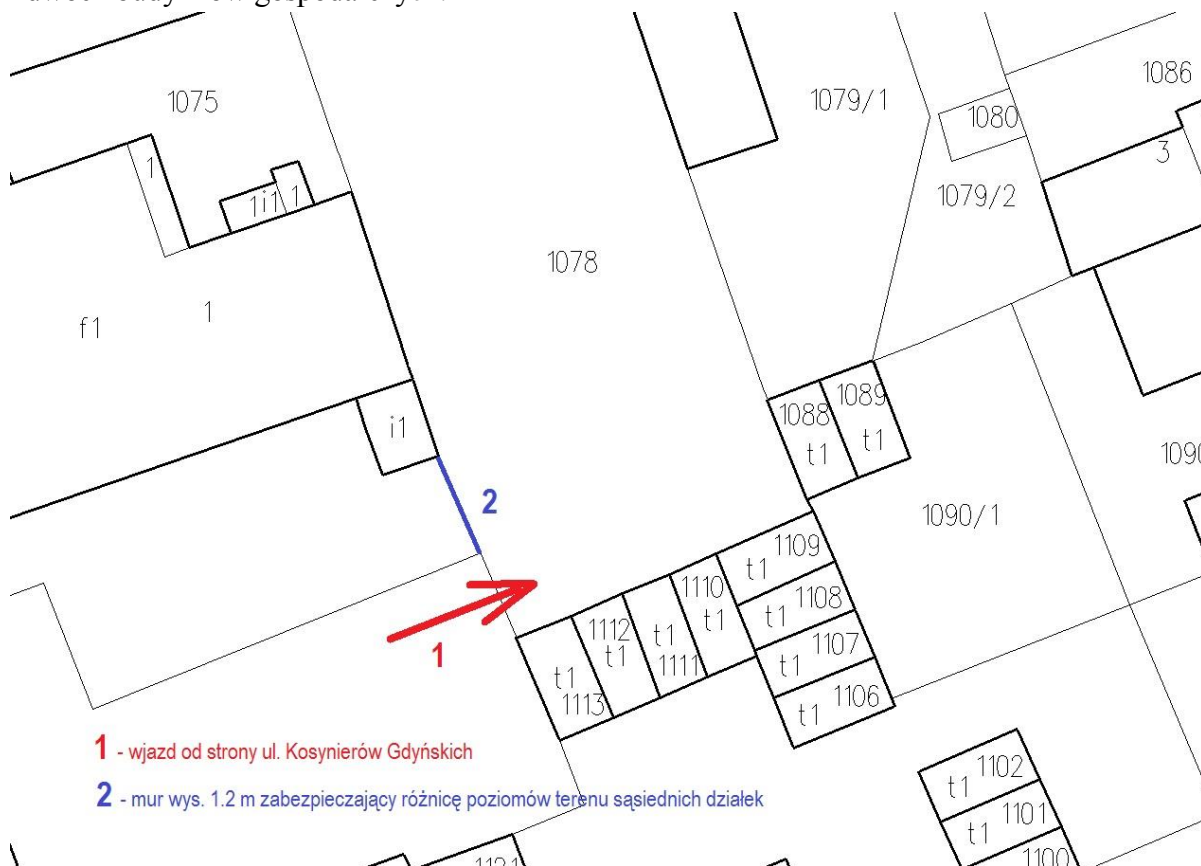 1075
1086
1079/1
1080
3
1
1i1 1
1079/2
1078
f1
1
1088
t1
1089
t1
i1
2
1090/1
t1 1109
1110
t1
t1 1108
1112
t1
t1
1111
t1 1107
1
t1
1113
t1 1106
1 - wjazd od strony ul. Kosynierów Gdyńskich
2 - mur wys. 1.2 m zabezpieczający różnicę poziomów terenu sąsiednich działek
t1 1102
t1 1101
1100